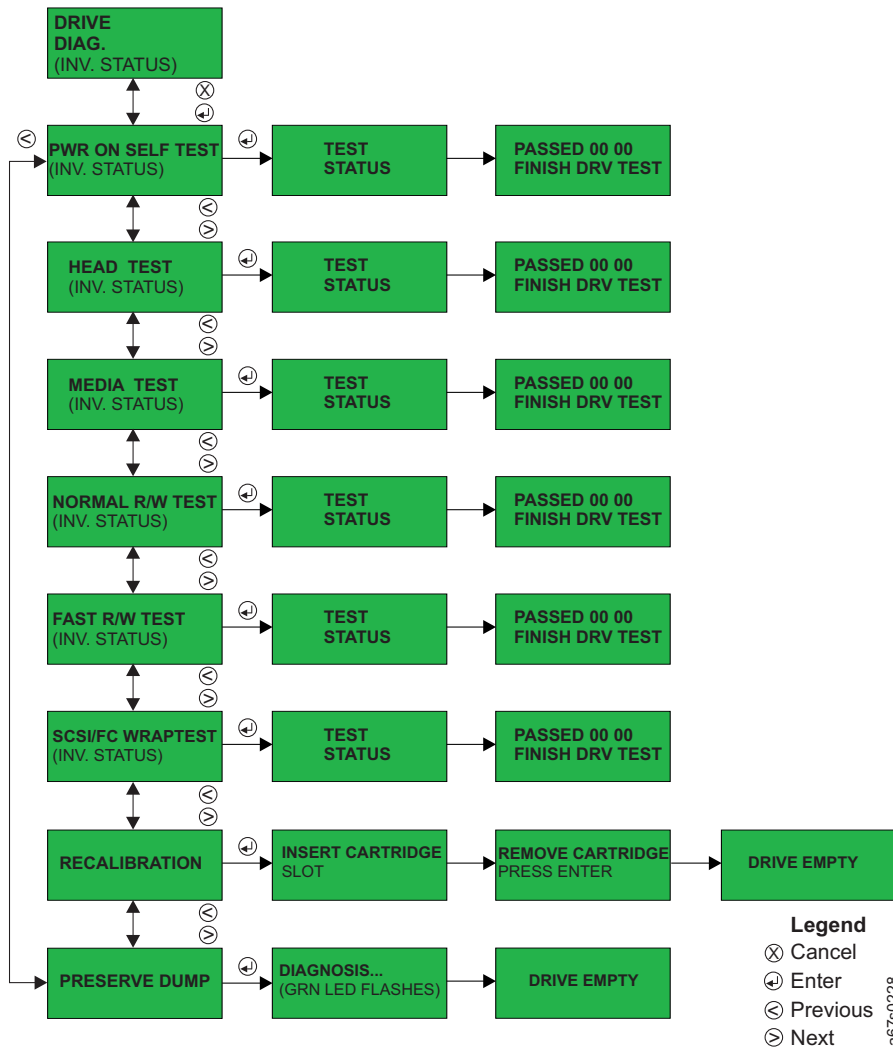 DRIVE
DIAG.
(INV. STATUS)
PWR ON SELF TEST
(INV. STATUS)
TEST
STATUS
PASSED 00 00
FINISH DRV TEST
HEAD TEST
(INV. STATUS)
TEST
STATUS
PASSED 00 00
FINISH DRV TEST
MEDIA TEST
(INV. STATUS)
TEST
STATUS
PASSED 00 00
FINISH DRV TEST
NORMAL R/W TEST
(INV. STATUS)
TEST
STATUS
PASSED 00 00
FINISH DRV TEST
FAST R/W TEST
(INV. STATUS)
TEST
STATUS
PASSED 00 00
FINISH DRV TEST
SCSI/FC WRAPTEST
(INV. STATUS)
TEST
STATUS
PASSED 00 00
FINISH DRV TEST
RECALIBRATION
INSERT CARTRIDGE
SLOT
REMOVE CARTRIDGE
PRESS ENTER
DRIVE EMPTY
PRESERVE DUMP
DIAGNOSIS...
(GRN LED FLASHES)
DRIVE EMPTY
Legend
Cancel
Enter
Previous
Next